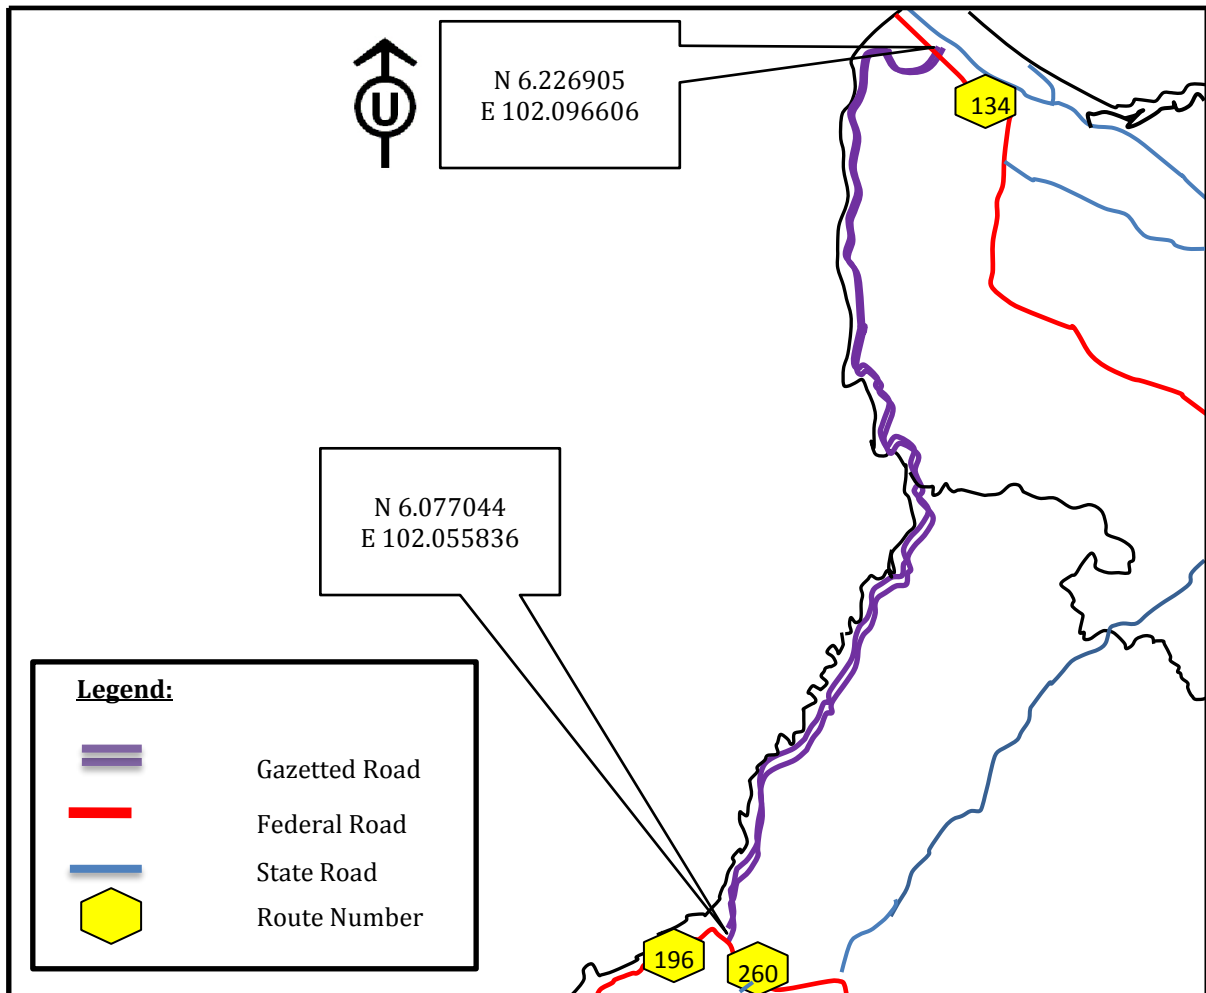 U
N 6.226905
E 102.096606
134
N 6.077044
E 102.055836
Legend:
Gazetted Road
Federal Road
State Road
Route Number
196
260